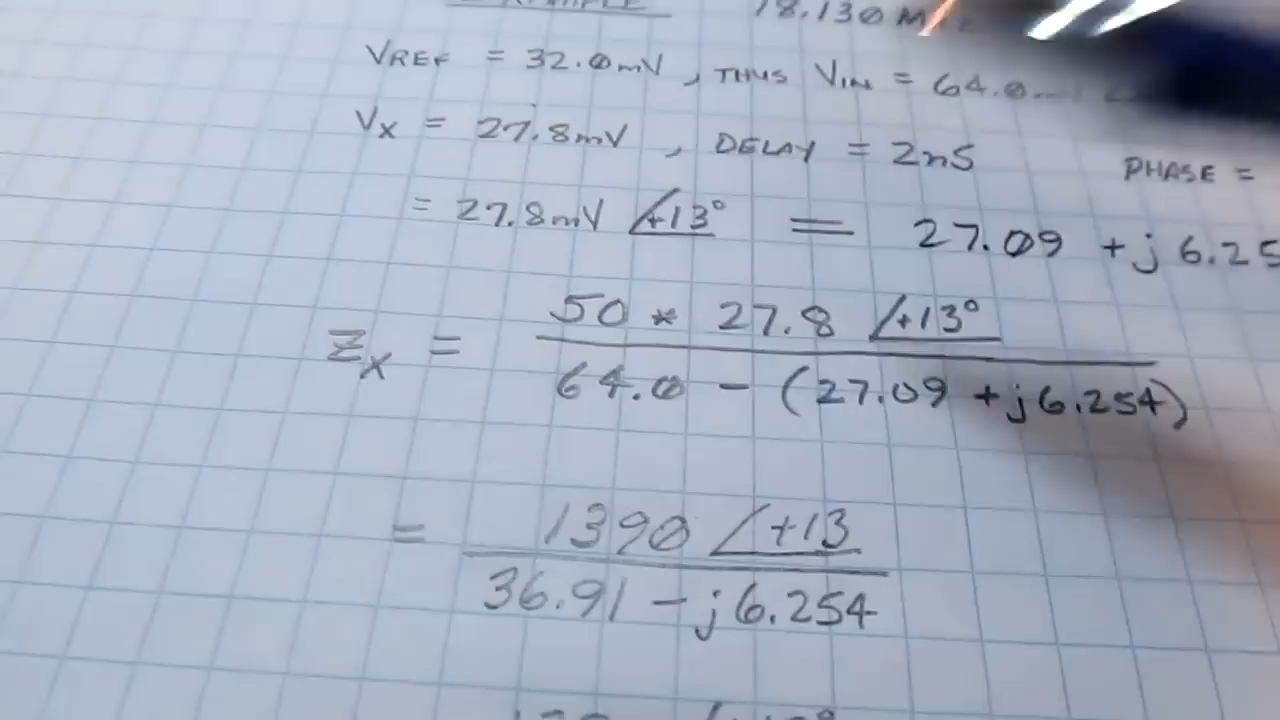 EXAMPLE 18.130 M
VREF = 32.0mV, THUS VIN = 64.0m
VX = 27.8mV, DELAY = 2nS PHASE =
= 27.8mV /+13° = 27.09 +j 6.25
ZX = 50 * 27.8 /+13°
64.0 - (27.09 +j6.254)
= 1390 /+13
36.91 - j6.254